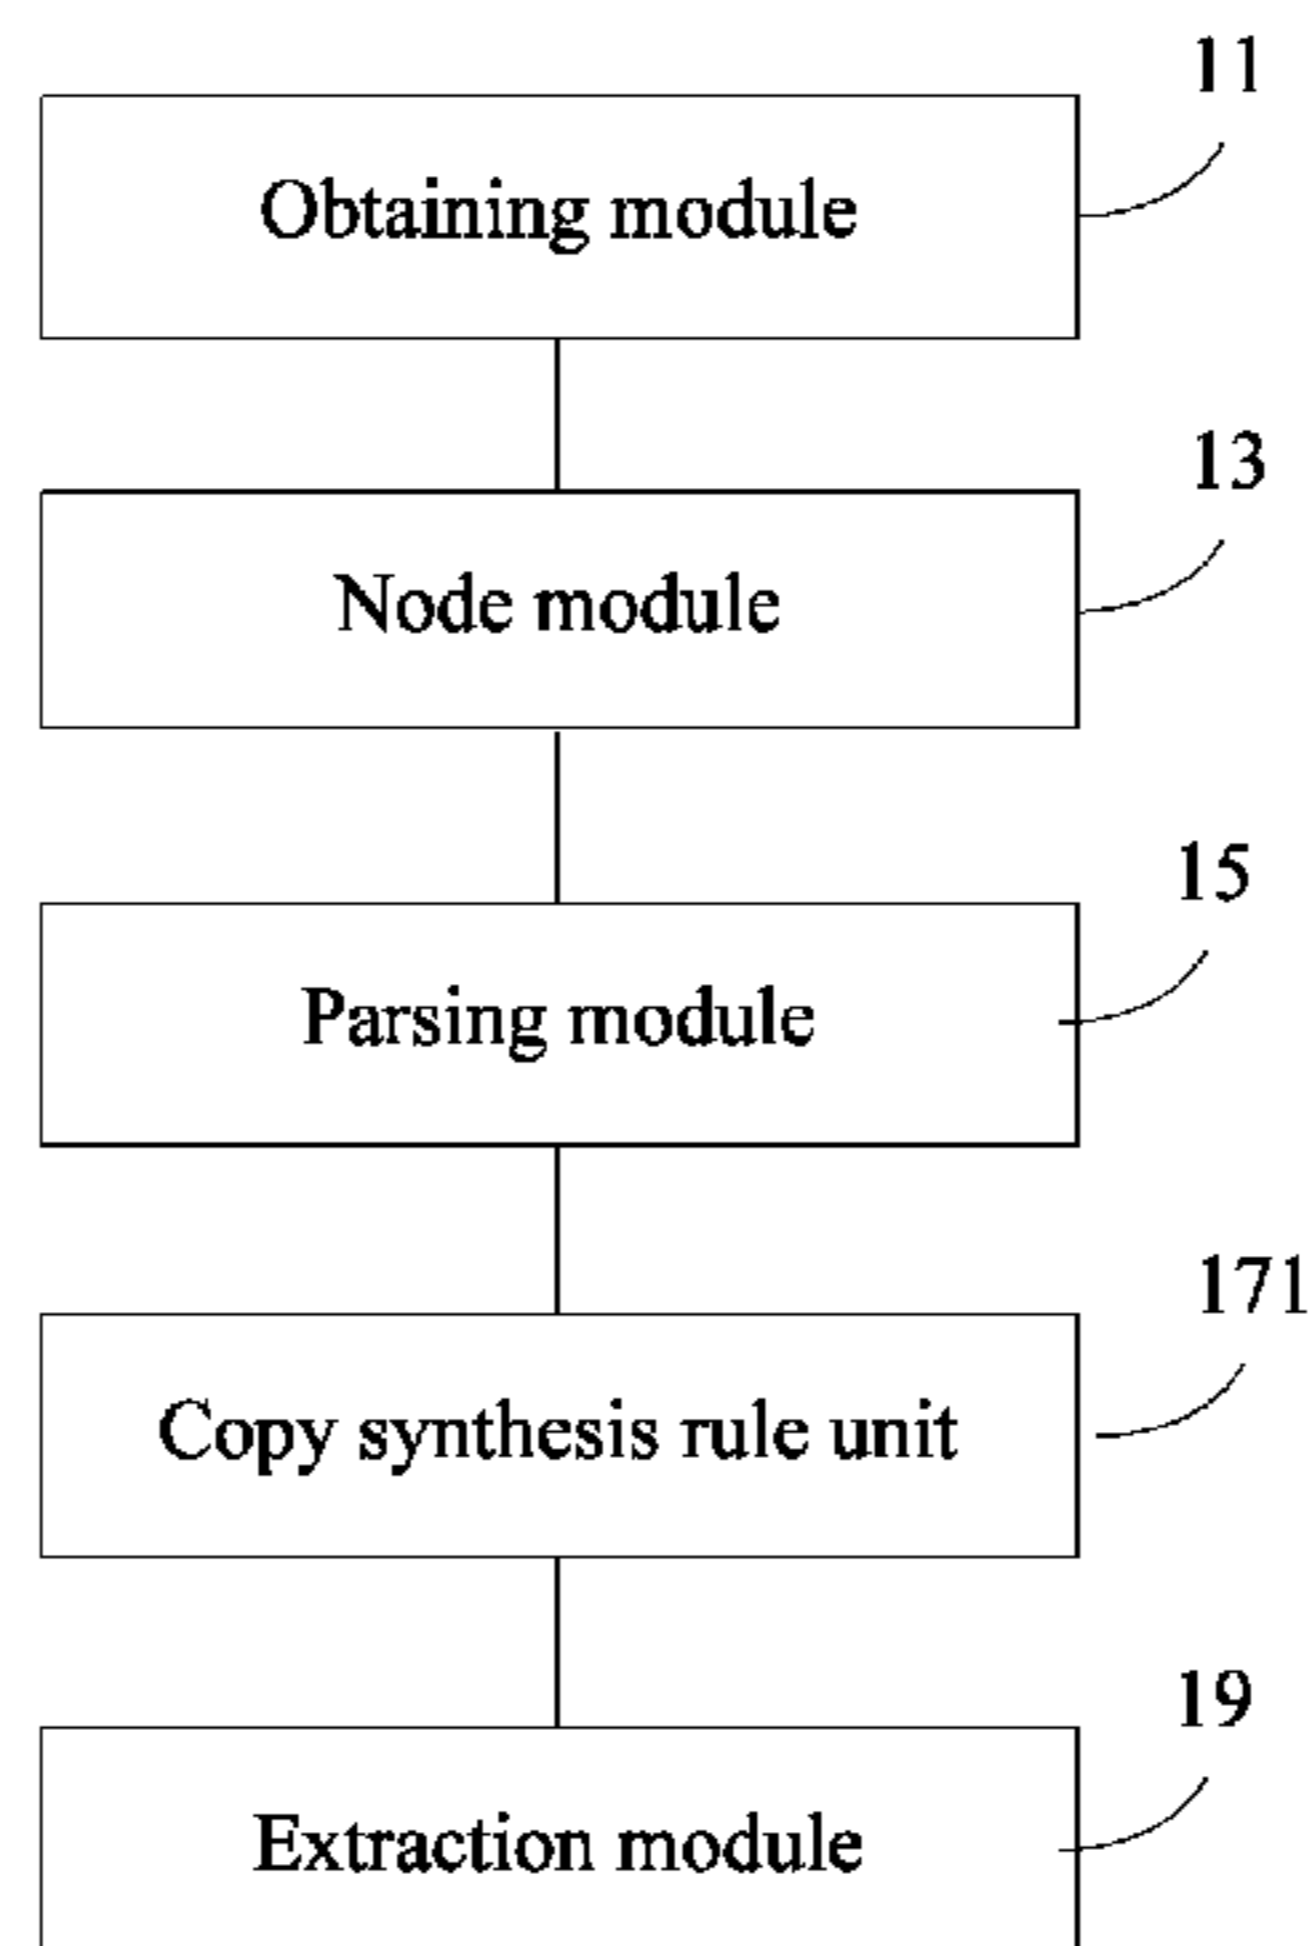 11
Obtaining module
13
Node module
15
Parsing module
171
Copy synthesis rule unit
19
Extraction module